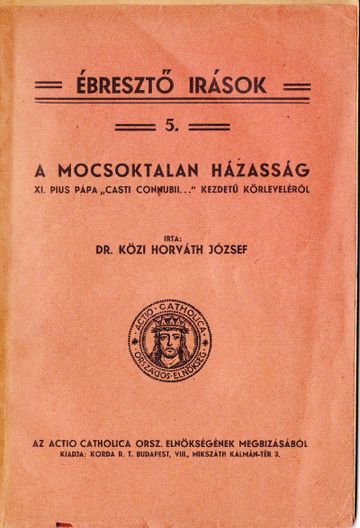 ÉBRESZTŐ IRÁSOK
5.
A MOCSOKTALAN HÁZASSÁG
XI. PIUS PÁPA „CASTI CONNUBII..." KEZDETŰ KÖRLEVELÉRŐL
IRTA:
DR. KÖZI HORVÁTH JÓZSEF
ACTIO CATHOLICA
ORSZÁGOS ELNÖKSÉG
AZ ACTIO CATHOLICA ORSZ. ELNÖKSÉGÉNEK MEGBIZÁSÁBÓL
KIADJA: KORDA R. T. BUDAPEST, VIII., MIKSZÁTH KÁLMÁN-TÉR 3.